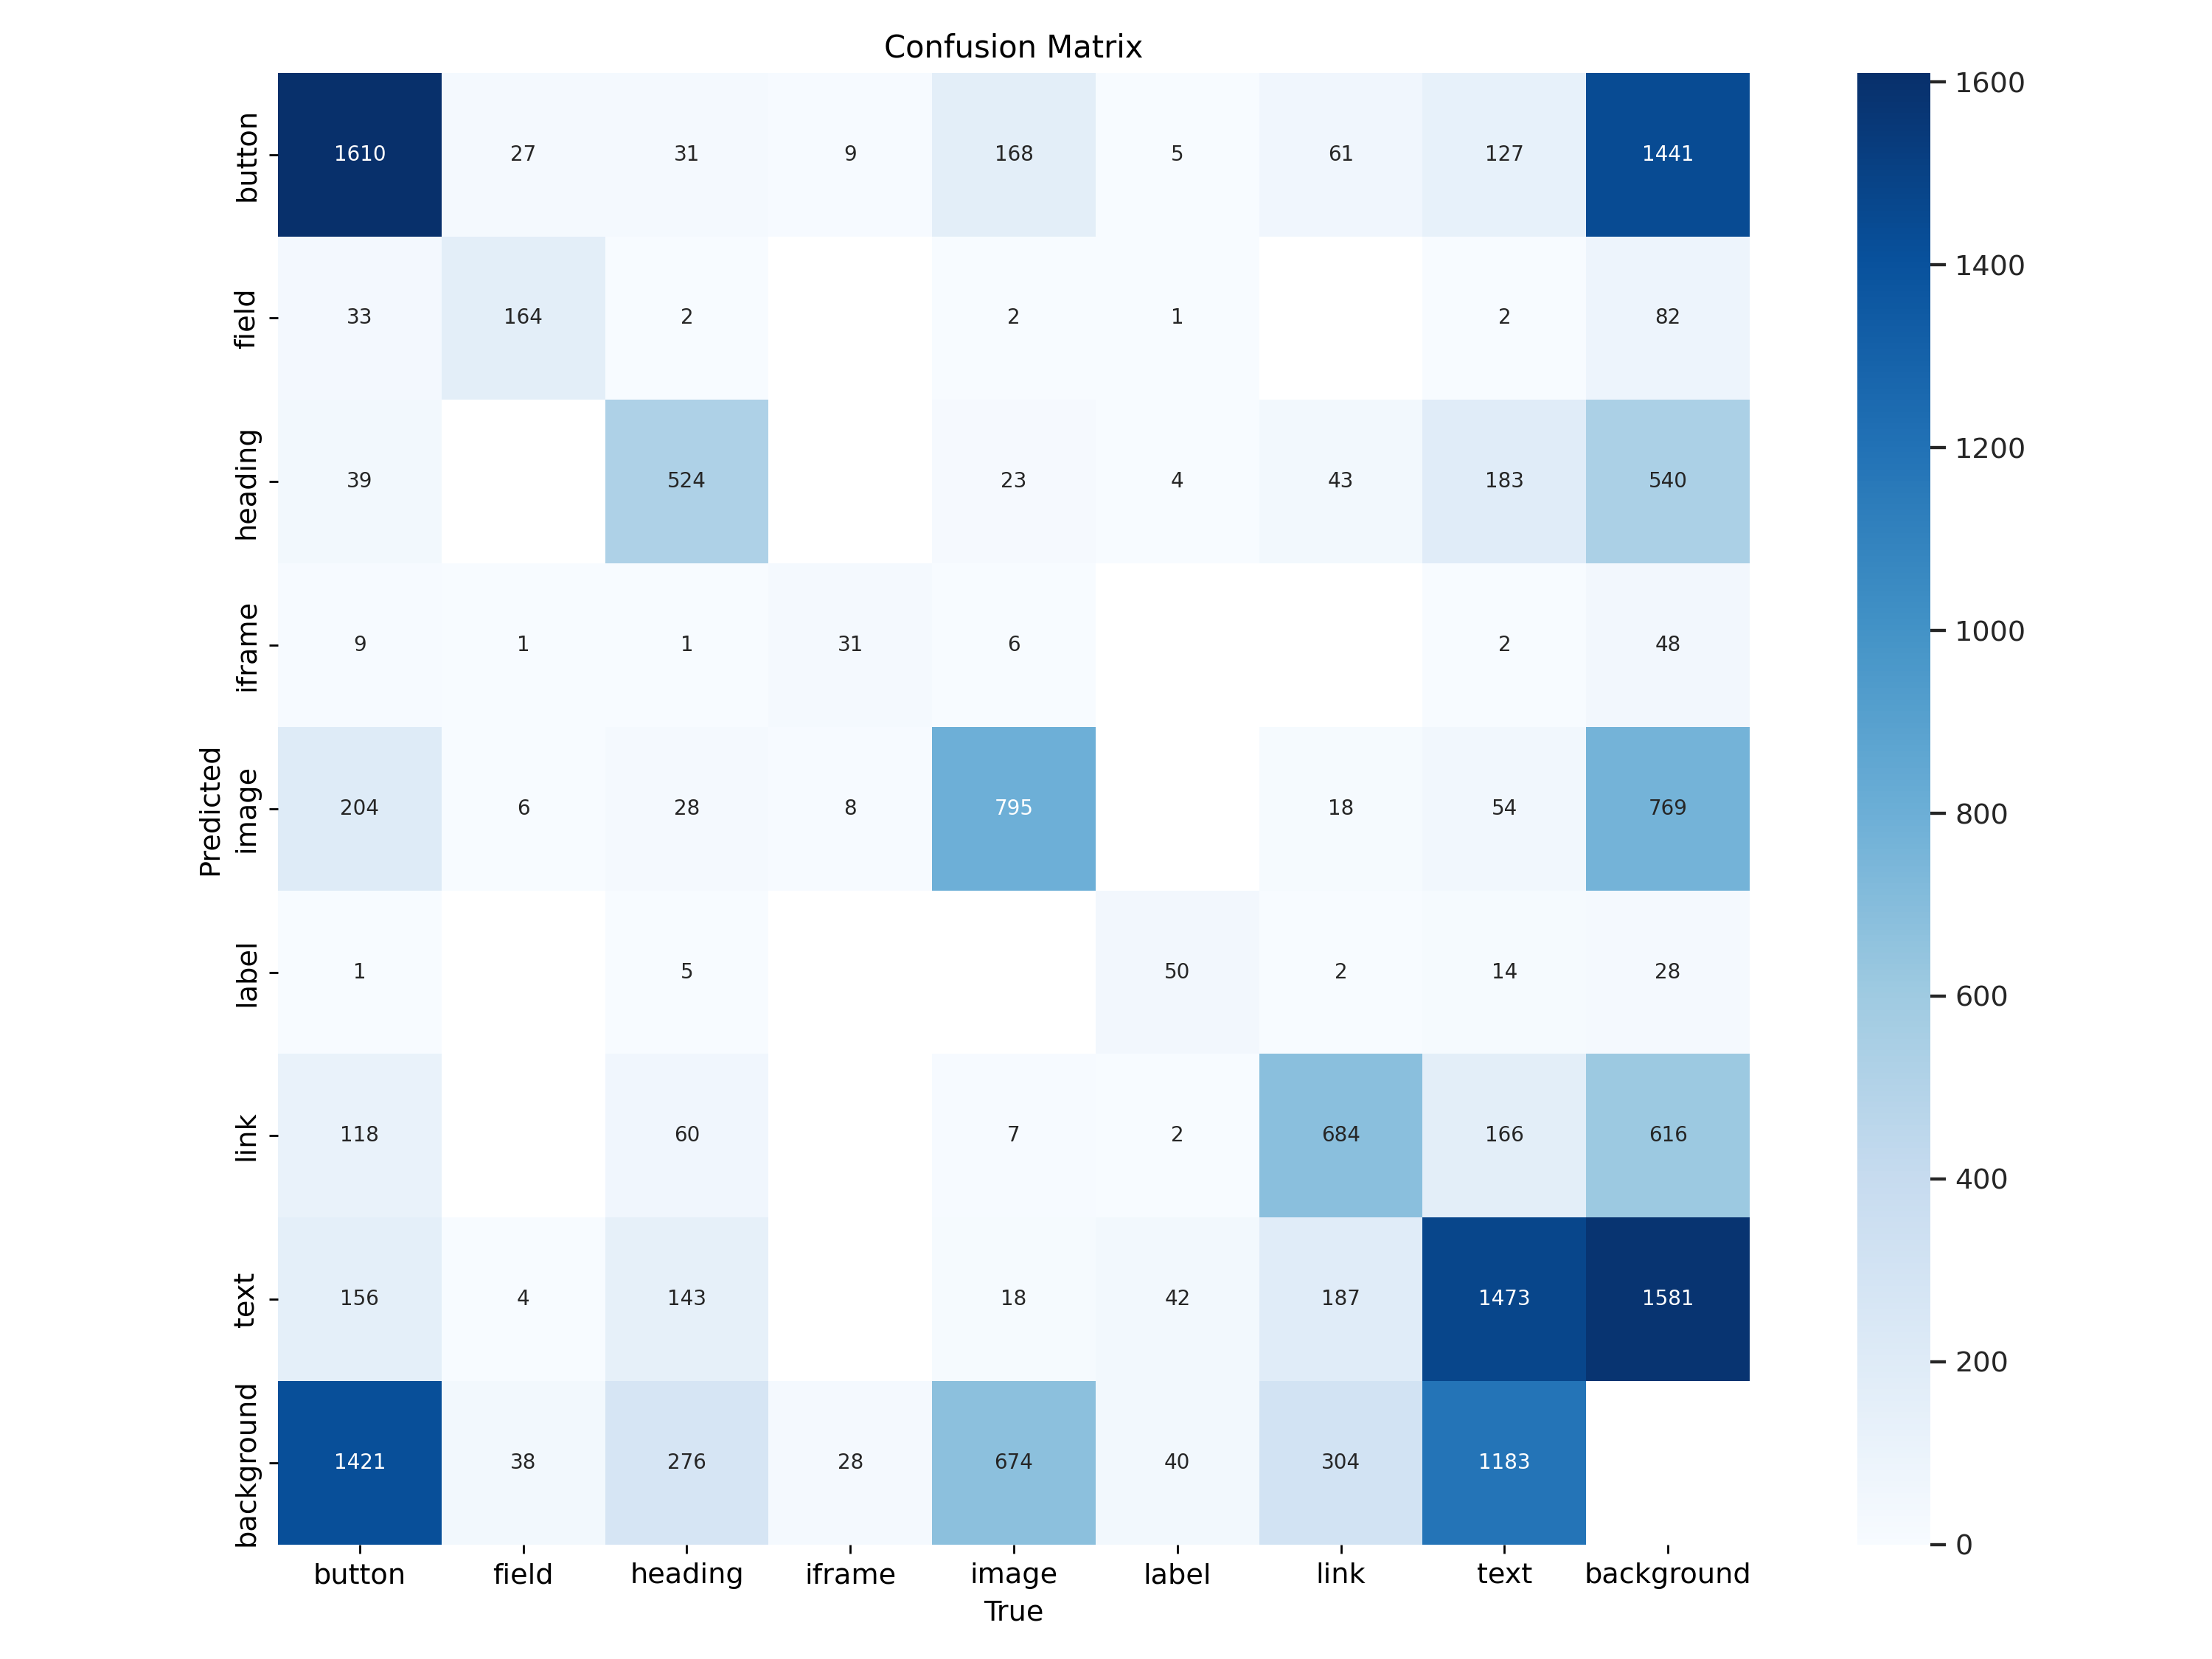 Confusion Matrix
button 1610 27 31 9 168 5 61 127 1441
field 33 164 2 2 1 2 82
heading 39 524 23 4 43 183 540
iframe 9 1 1 31 6 2 48
image 204 6 28 8 795 18 54 769
label 1 5 50 2 14 28
link 118 60 7 2 684 166 616
text 156 4 143 18 42 187 1473 1581
background 1421 38 276 28 674 40 304 1183
button field heading iframe image label link text background
True
Predicted
1600
1400
1200
1000
800
600
400
200
0